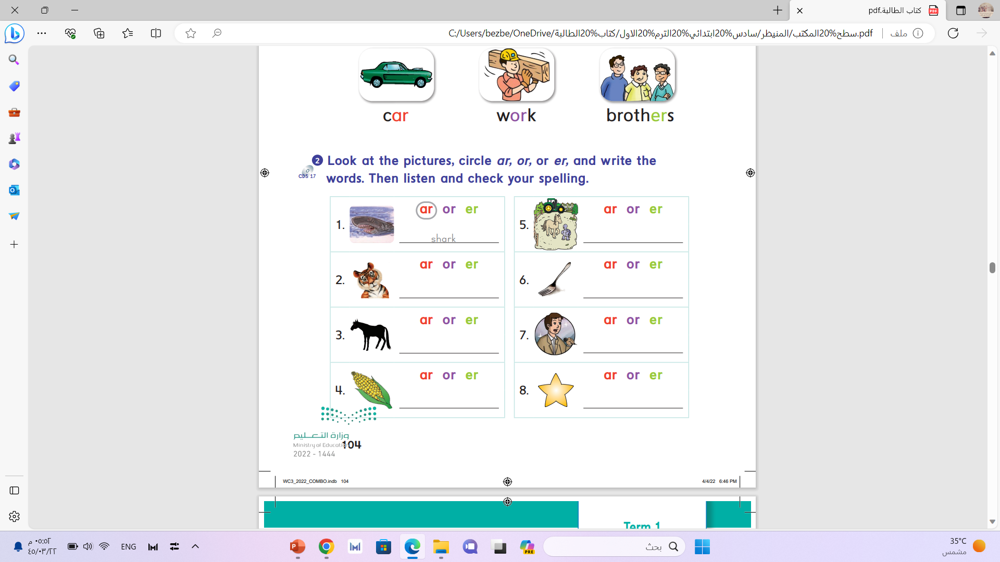 كتاب الطالبة.pdf
ملف
C:/Users/bezbe/OneDrive/سطح%20المكتب/المنيظر/سادس%20ابتدائي%20الترم%20الاول/كتاب%20الطالبة.pdf
car work brothers
2 Look at the pictures, circle ar, or, or er, and write the
CD5 17 words. Then listen and check your spelling.
1. ar or er
shark
2. ar or er
3. ar or er
4. ar or er
5. ar or er
6. ar or er
7. ar or er
8. ar or er
وزارة التعليم
Ministry of Education
2022 - 1444
104
WC3_2022_COMBO.indb 104
4/4/22 6:46 PM
Term 1
٠٥:٥٢ م
٤٥/٠٣/٢٢
ENG
PRE
بحث
35°C
مشمس